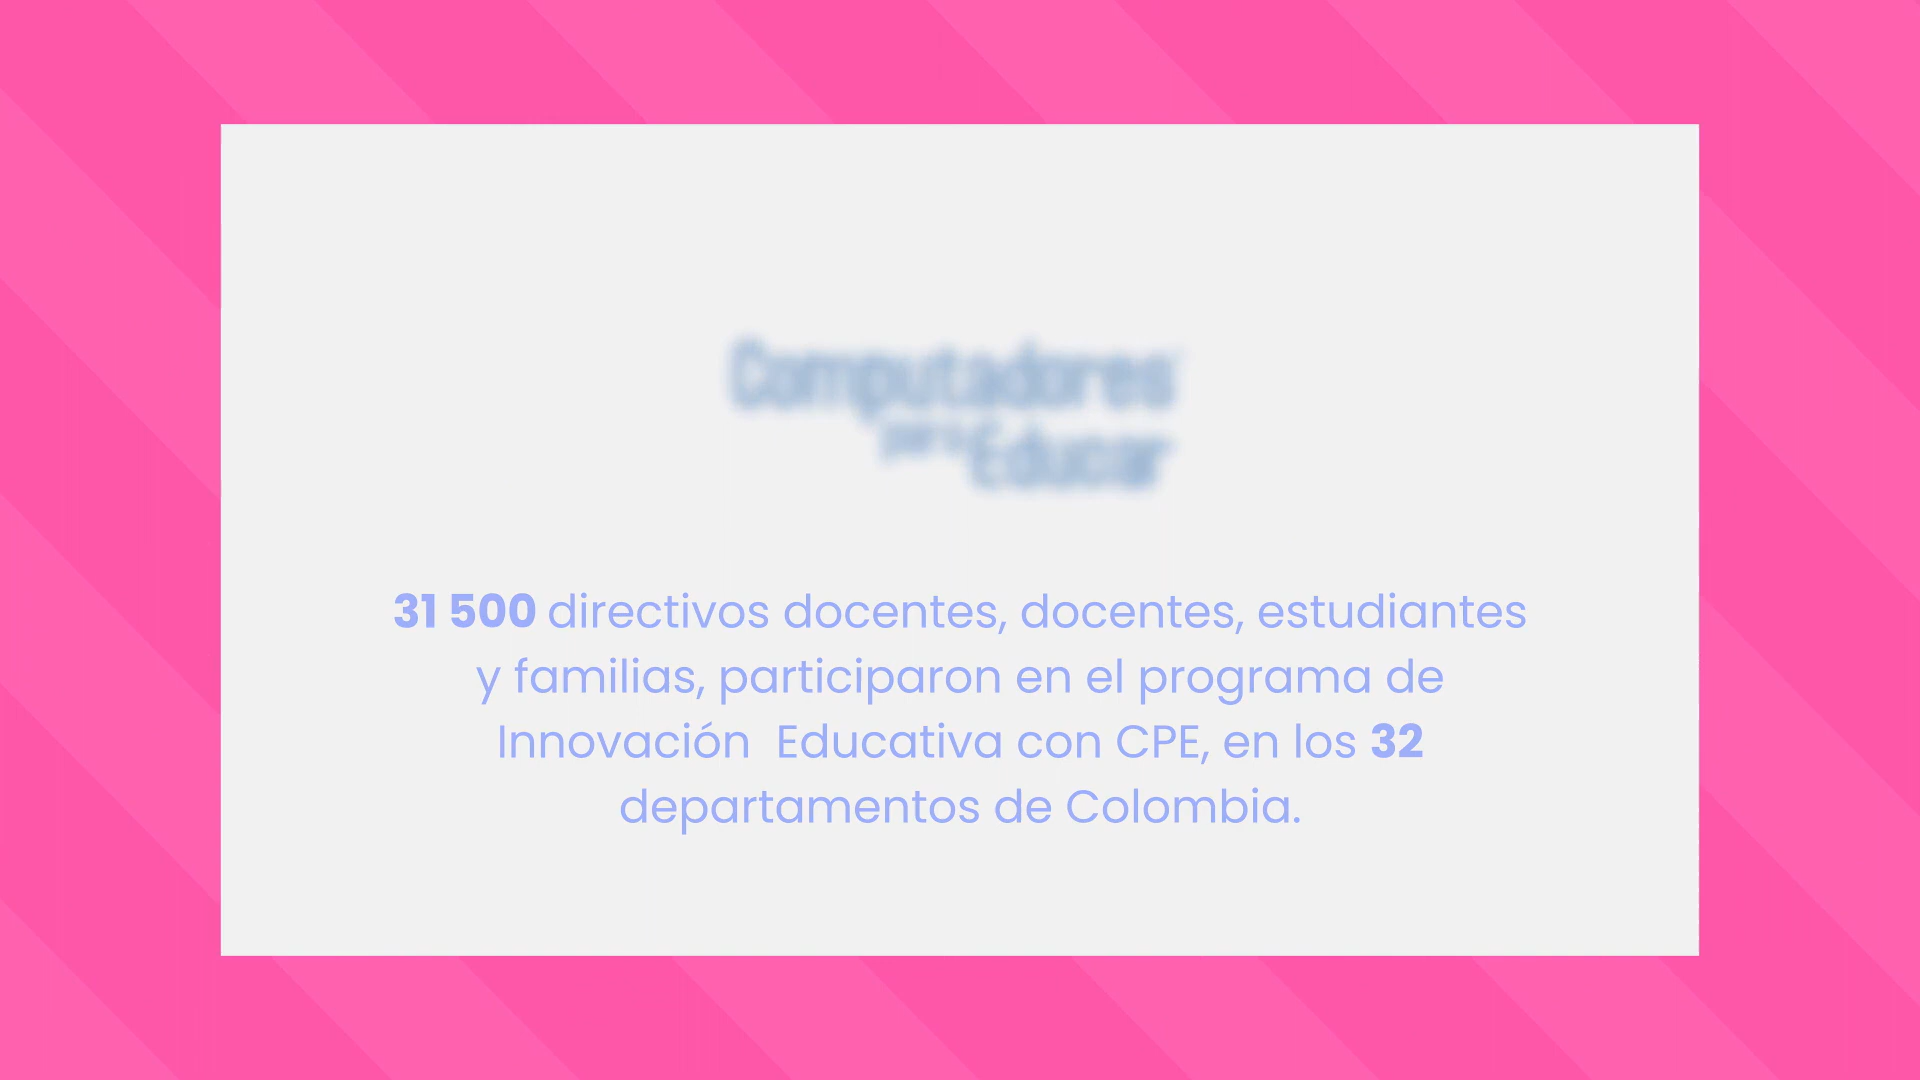 Computadores
para Educar
31 500 directivos docentes, docentes, estudiantes
y familias, participaron en el programa de
Innovación  Educativa con CPE, en los 32
departamentos de Colombia.